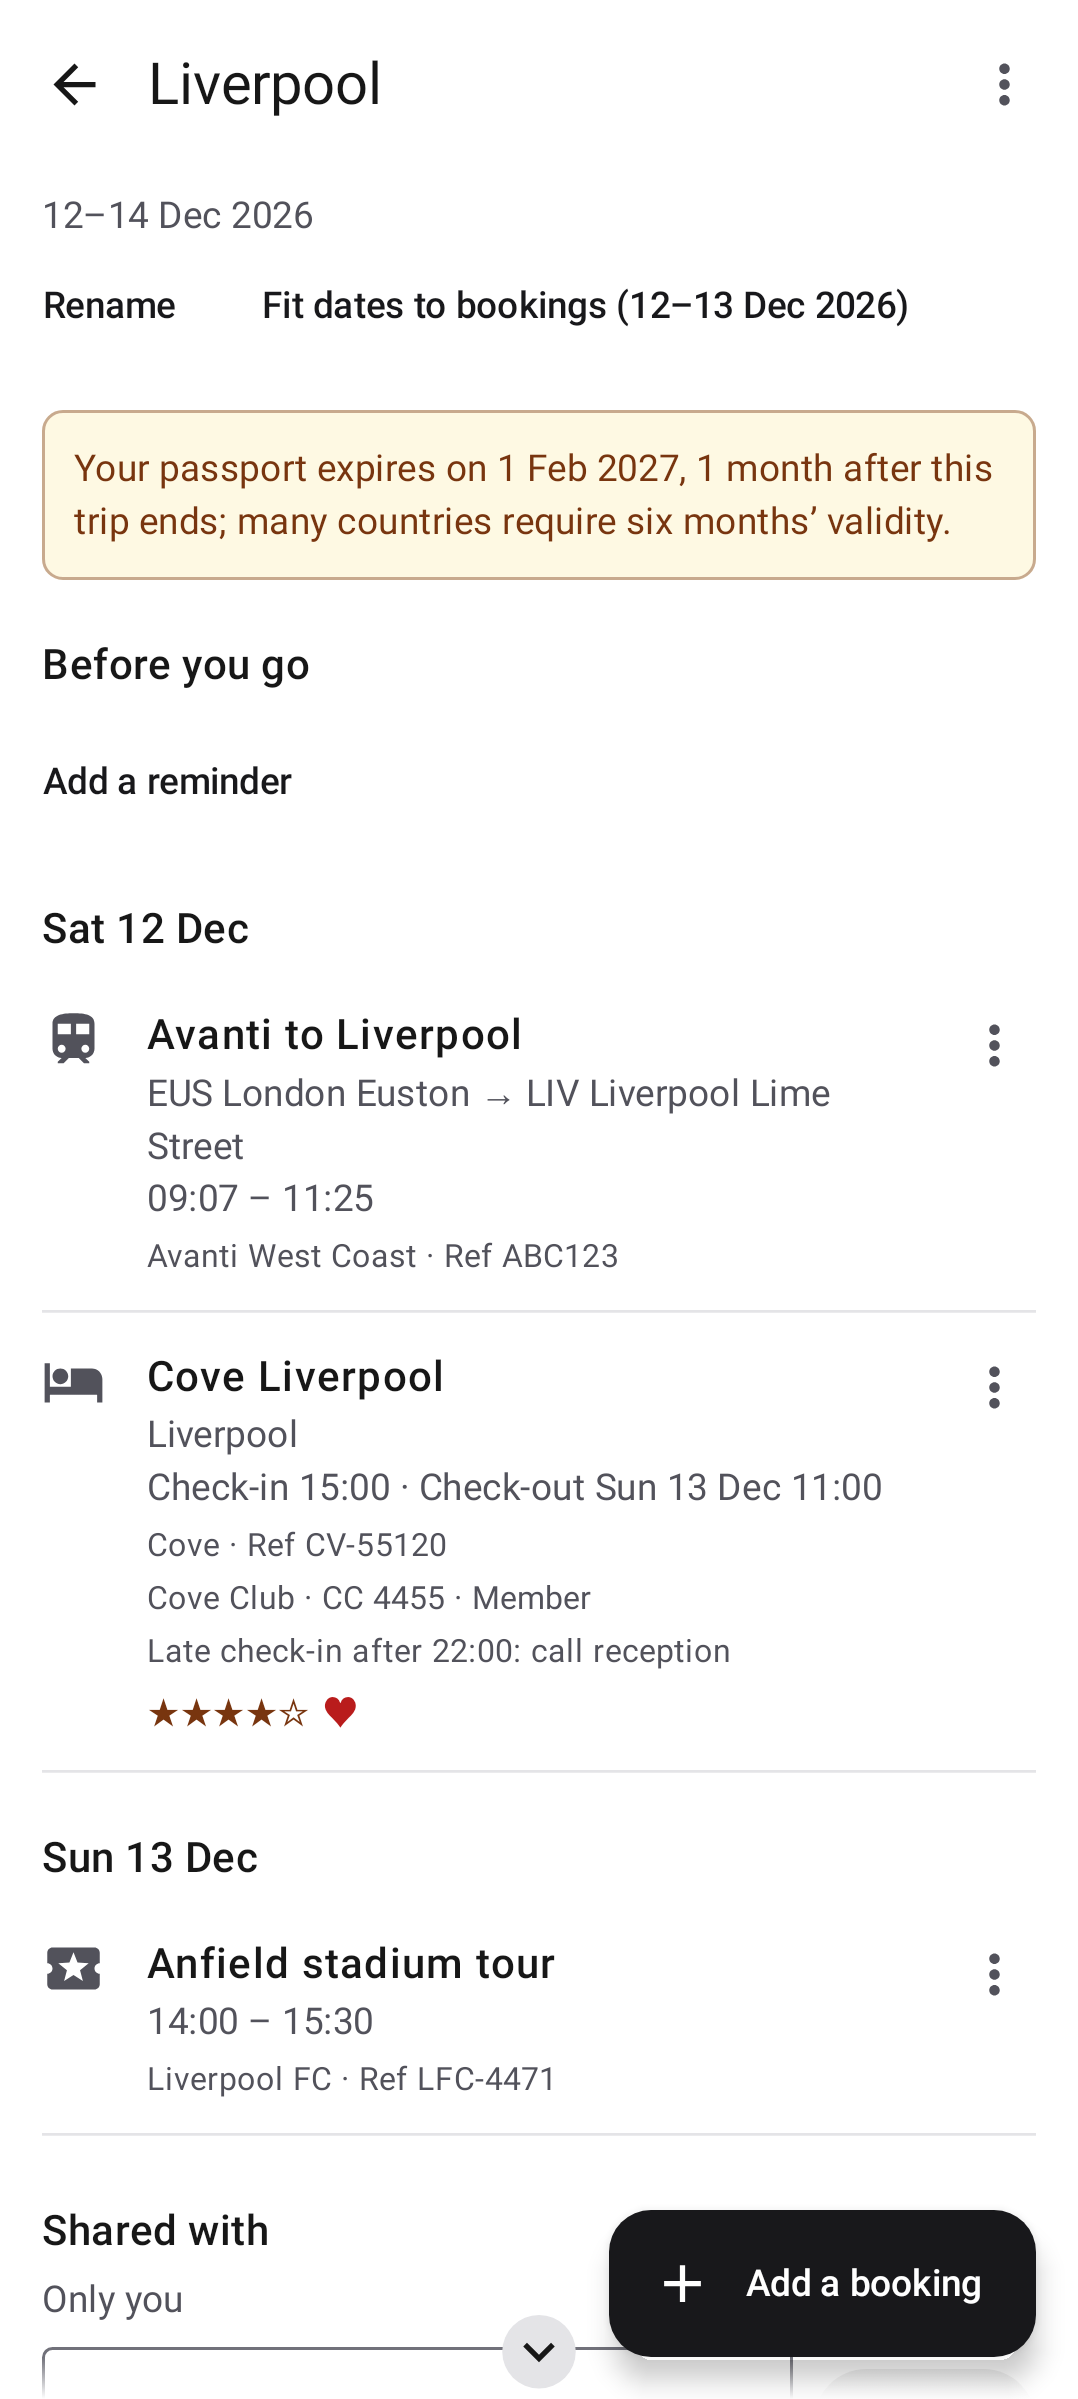 Liverpool
12–14 Dec 2026
Rename
Fit dates to bookings (12–13 Dec 2026)
Your passport expires on 1 Feb 2027, 1 month after this
trip ends; many countries require six months’ validity.
Before you go
Add a reminder
Sat 12 Dec
Avanti to Liverpool
EUS London Euston → LIV Liverpool Lime
Street
09:07 – 11:25
Avanti West Coast · Ref ABC123
Cove Liverpool
Liverpool
Check-in 15:00 · Check-out Sun 13 Dec 11:00
Cove · Ref CV-55120
Cove Club · CC 4455 · Member
Late check-in after 22:00: call reception
★★★★☆ ♥
Sun 13 Dec
Anfield stadium tour
14:00 – 15:30
Liverpool FC · Ref LFC-4471
Shared with
Only you
Add a booking